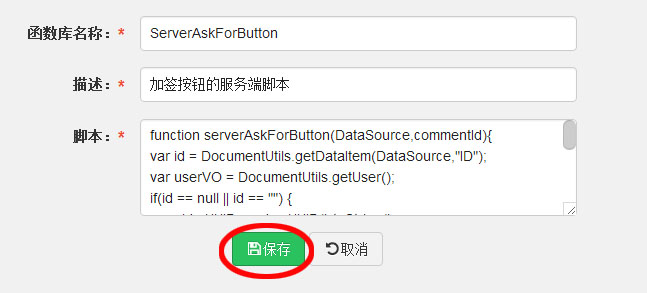 函数库名称：* ServerAskForButton
描述：* 加签按钮的服务端脚本
脚本：* function serverAskForButton(DataSource,commentId){
var id = DocumentUtils.getDataItem(DataSource,"ID");
var userVO = DocumentUtils.getUser();
if(id == null || id == "") {
保存 取消